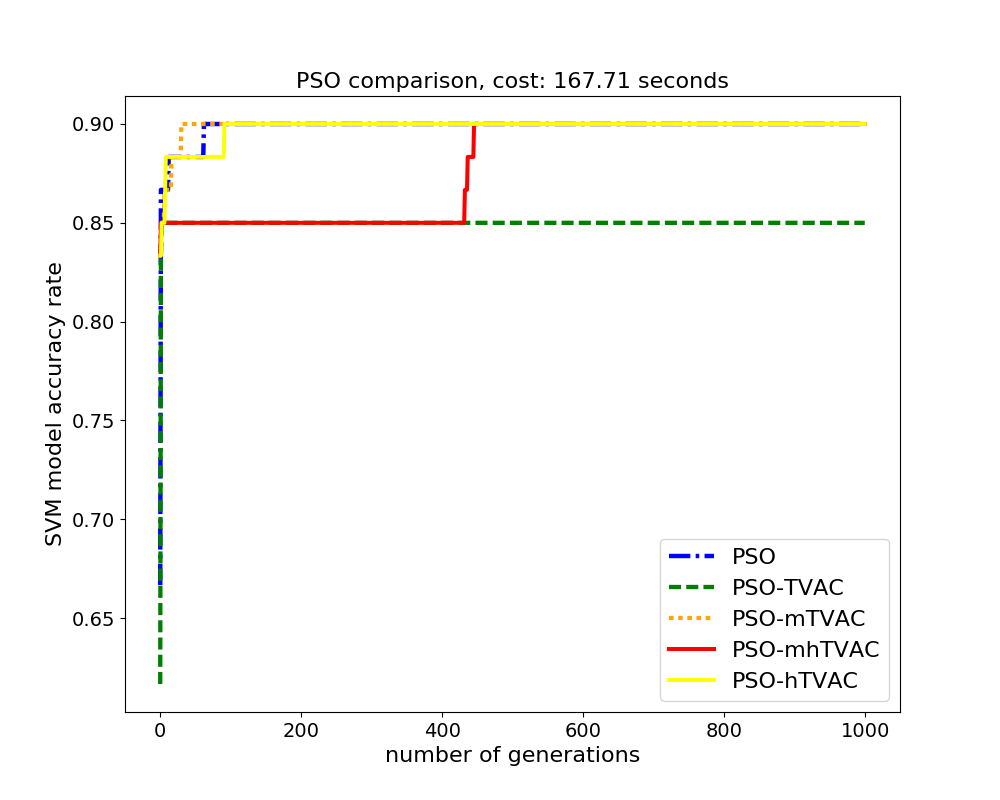 PSO comparison, cost: 167.71 seconds
SVM model accuracy rate
0.90
0.85
0.80
0.75
0.70
0.65
0
200
400
600
800
1000
number of generations
PSO
PSO-TVAC
PSO-mTVAC
PSO-mhTVAC
PSO-hTVAC